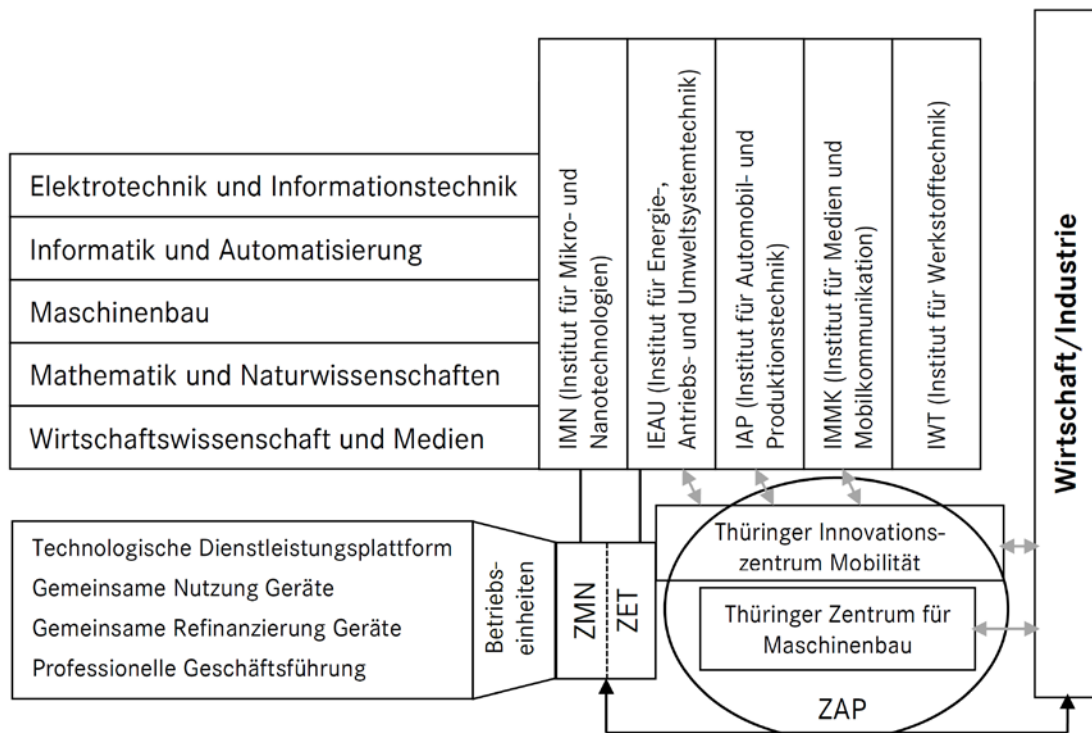 Elektrotechnik und Informationstechnik
Informatik und Automatisierung
Maschinenbau
Mathematik und Naturwissenschaften
Wirtschaftswissenschaft und Medien
IMN (Institut für Mikro- und
Nanotechnologien)
IEAU (Institut für Energie-,
Antriebs- und Umweltsystemtechnik)
IAP (Institut für Automobil- und
Produktionstechnik)
IMMK (Institut für Medien und
Mobilkommunikation)
IWT (Institut für Werkstofftechnik)
Wirtschaft/Industrie
Technologische Dienstleistungsplattform
Gemeinsame Nutzung Geräte
Gemeinsame Refinanzierung Geräte
Professionelle Geschäftsführung
Betriebs-
einheiten
ZMN
ZET
Thüringer Innovations-
zentrum Mobilität
Thüringer Zentrum für
Maschinenbau
ZAP